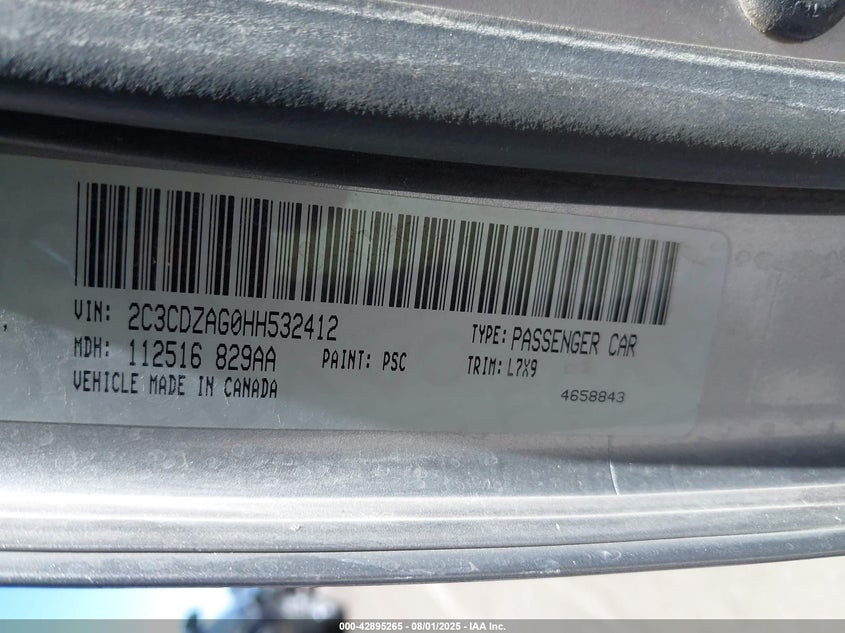 VIN: 2C3CDZAG0HH532412 TYPE: PASSENGER CAR
MDH: 112516 829AA PAINT: PSC TRIM: L7X9
VEHICLE MADE IN CANADA 4658843
000-42895265 - 08/01/2025 - IAA Inc.